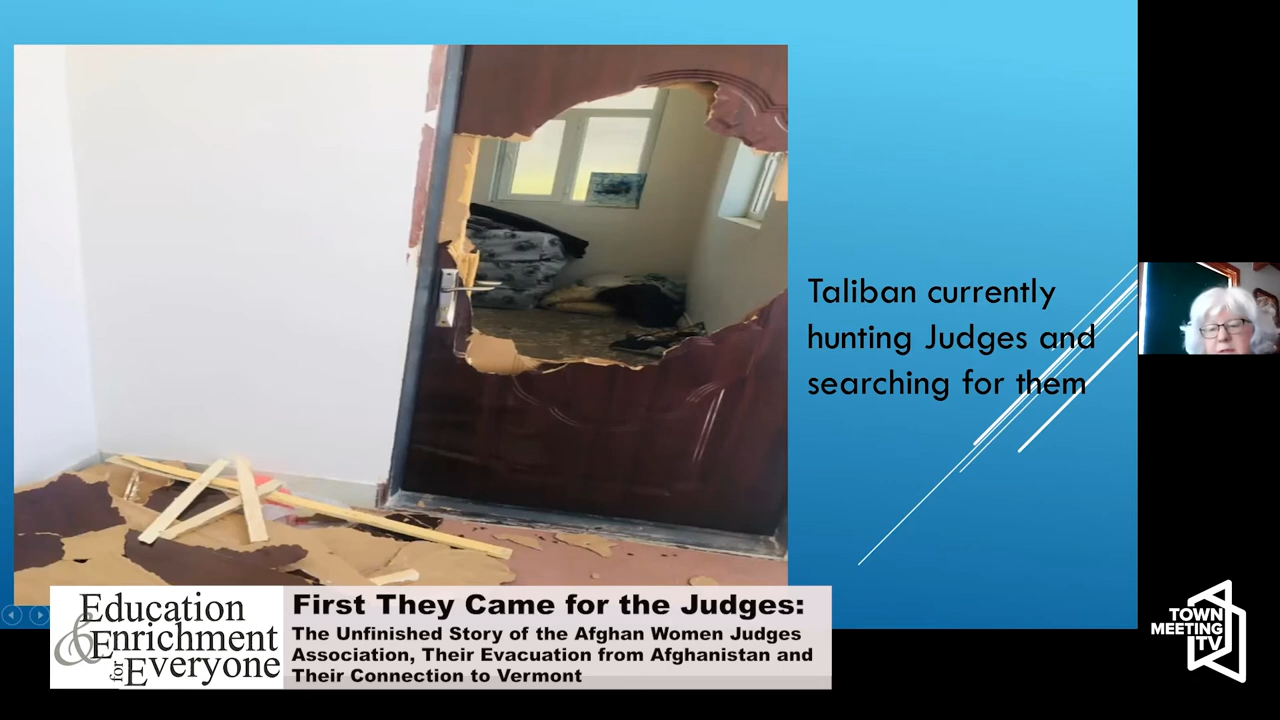 Taliban currently
hunting Judges and
searching for them
Education
& Enrichment
for Everyone
First They Came for the Judges:
The Unfinished Story of the Afghan Women Judges
Association, Their Evacuation from Afghanistan and
Their Connection to Vermont
TOWN
MEETING
TV